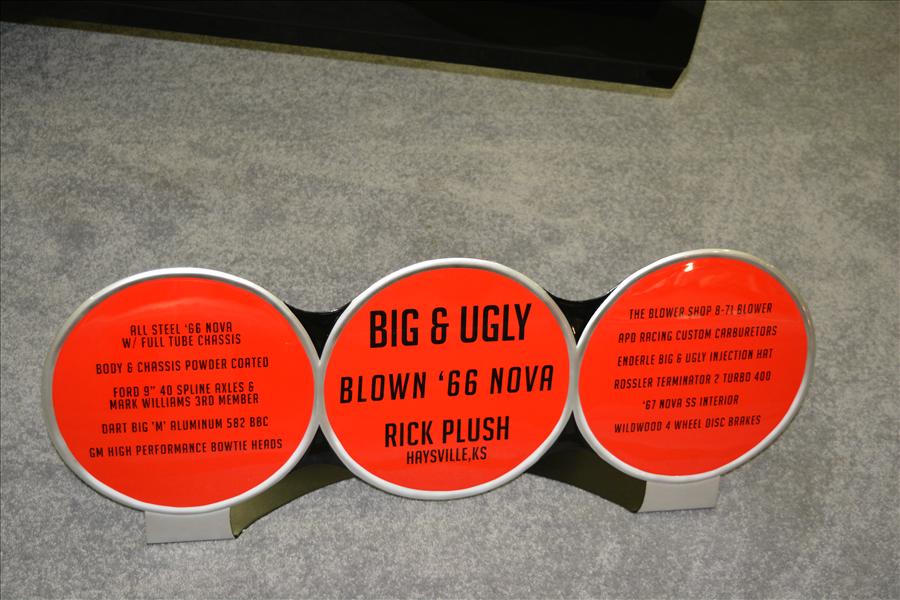 ALL STEEL '66 NOVA
W/ FULL TUBE CHASSIS
BODY & CHASSIS POWDER COATED
FORD 9" 40 SPLINE AXLES &
MARK WILLIAMS 3RD MEMBER
DART BIG 'M' ALUMINUM 582 BBC
GM HIGH PERFORMANCE BOWTIE HEADS
BIG & UGLY
BLOWN '66 NOVA
RICK PLUSH
HAYSVILLE,KS
THE BLOWER SHOP 8-71 BLOWER
APD RACING CUSTOM CARBURETORS
ENDERLE BIG & UGLY INJECTION HAT
ROSSLER TERMINATOR 2 TURBO 400
'67 NOVA SS INTERIOR
WILDWOOD 4 WHEEL DISC BRAKES